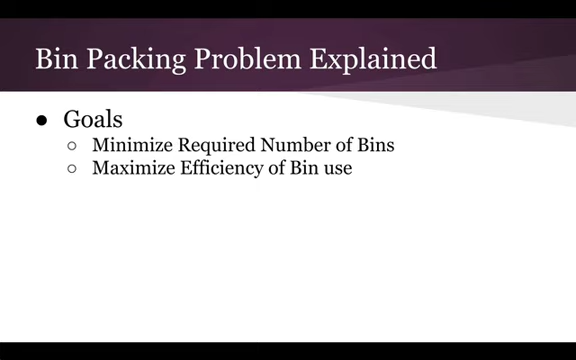 Bin Packing Problem Explained
● Goals
○ Minimize Required Number of Bins
○ Maximize Efficiency of Bin use